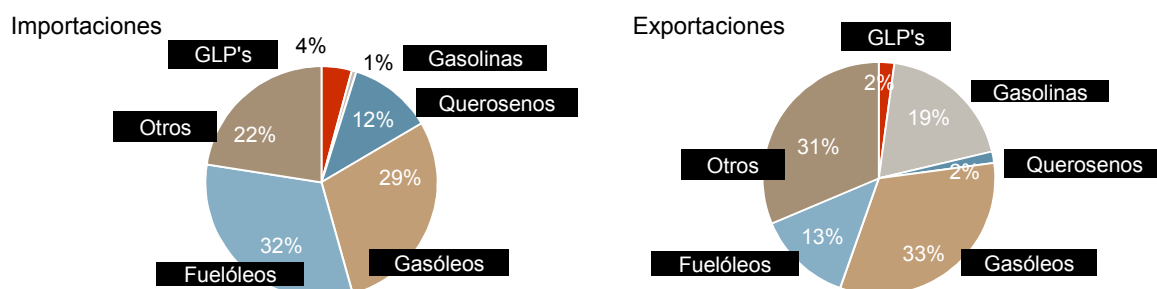 Importaciones
GLP's
4%
1%
Gasolinas
Querosenos
12%
Otros
22%
29%
32%
Gasóleos
Fuelóleos
Exportaciones
GLP's
2%
Gasolinas
19%
31%
Otros
2%
Querosenos
13%
33%
Fuelóleos
Gasóleos